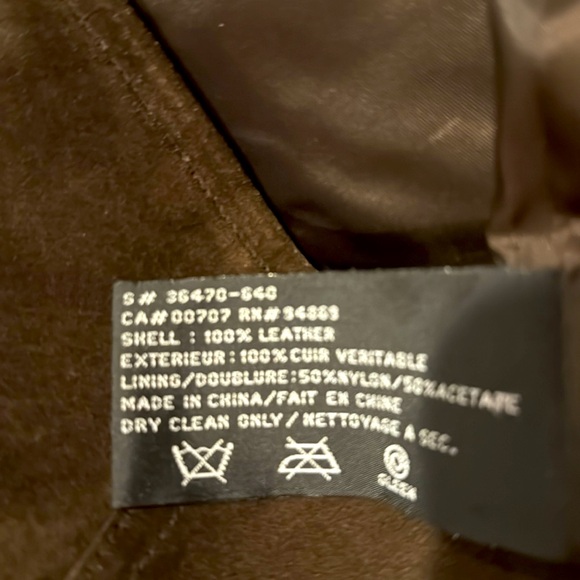 S# 36470-640
CA#00707 RN#94869
SHELL : 100% LEATHER
EXTERIEUR : 100% CUIR VERITABLE
LINING/DOUBLURE:50%NYLON/50%ACETATE
MADE IN CHINA/FAIT EN CHINE
DRY CLEAN ONLY / NETTOYAGE A SEC.